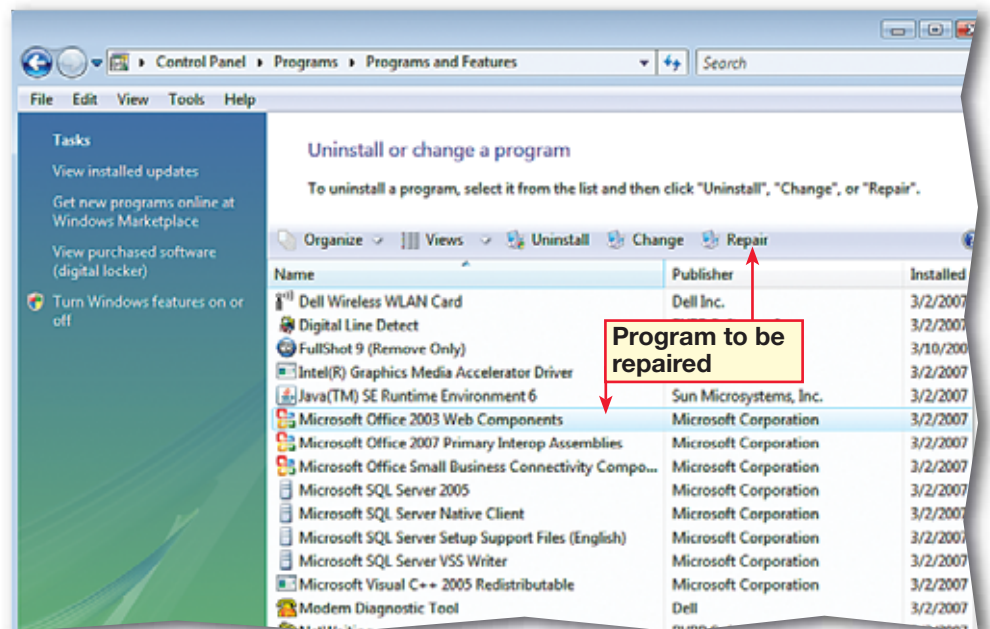 Control Panel Programs Programs and Features Search
File Edit View Tools Help
Tasks
View installed updates
Get new programs online at
Windows Marketplace
View purchased software
(digital locker)
Turn Windows features on or
off
Uninstall or change a program
To uninstall a program, select it from the list and then click "Uninstall", "Change", or "Repair".
Organize Views Uninstall Change Repair
Name Publisher Installed
Dell Wireless WLAN Card Dell Inc. 3/2/2007
Digital Line Detect 3/2/2007
FullShot 9 (Remove Only) 3/10/200
Intel(R) Graphics Media Accelerator Driver 3/2/2007
Program to be
repaired
Java(TM) SE Runtime Environment 6 Sun Microsystems, Inc. 3/2/2007
Microsoft Office 2003 Web Components Microsoft Corporation 3/2/2007
Microsoft Office 2007 Primary Interop Assemblies Microsoft Corporation 3/2/2007
Microsoft Office Small Business Connectivity Compo... Microsoft Corporation 3/2/2007
Microsoft SQL Server 2005 Microsoft Corporation 3/2/2007
Microsoft SQL Server Native Client Microsoft Corporation 3/2/2007
Microsoft SQL Server Setup Support Files (English) Microsoft Corporation 3/2/2007
Microsoft SQL Server VSS Writer Microsoft Corporation 3/2/2007
Microsoft Visual C++ 2005 Redistributable Microsoft Corporation 3/2/2007
Modem Diagnostic Tool Dell 3/2/2007